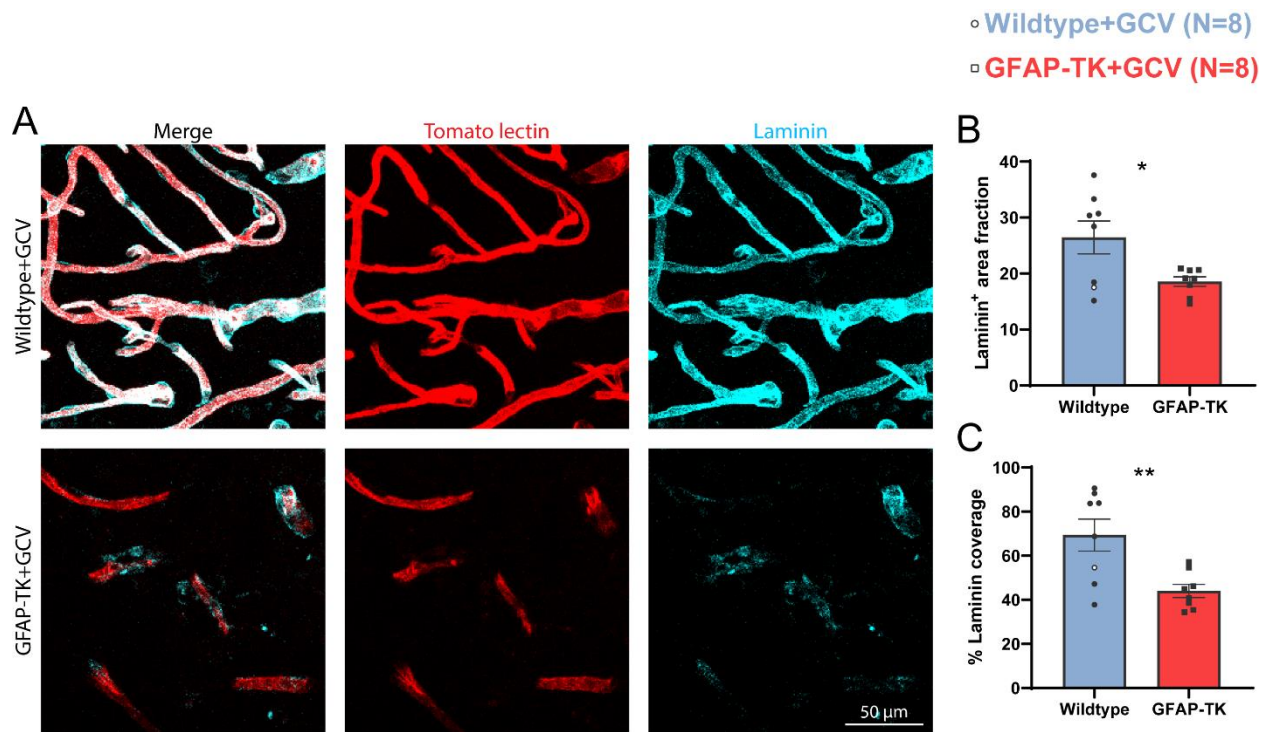 Wildtype+GCV (N=8)
GFAP-TK+GCV (N=8)
A
Merge
Tomato lectin
Laminin
Wildtype+GCV
GFAP-TK+GCV
50 µm
B
Laminin⁺ area fraction
40
30
20
10
0
*
Wildtype
GFAP-TK
C
% Laminin coverage
100
80
60
40
20
0
**
Wildtype
GFAP-TK